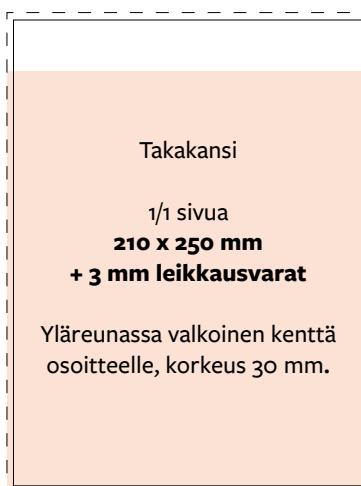 Takakansi
1/1 sivua
210 x 250 mm
+ 3 mm leikkausvarat
Yläreunassa valkoinen kenttä
osoitteelle, korkeus 30 mm.